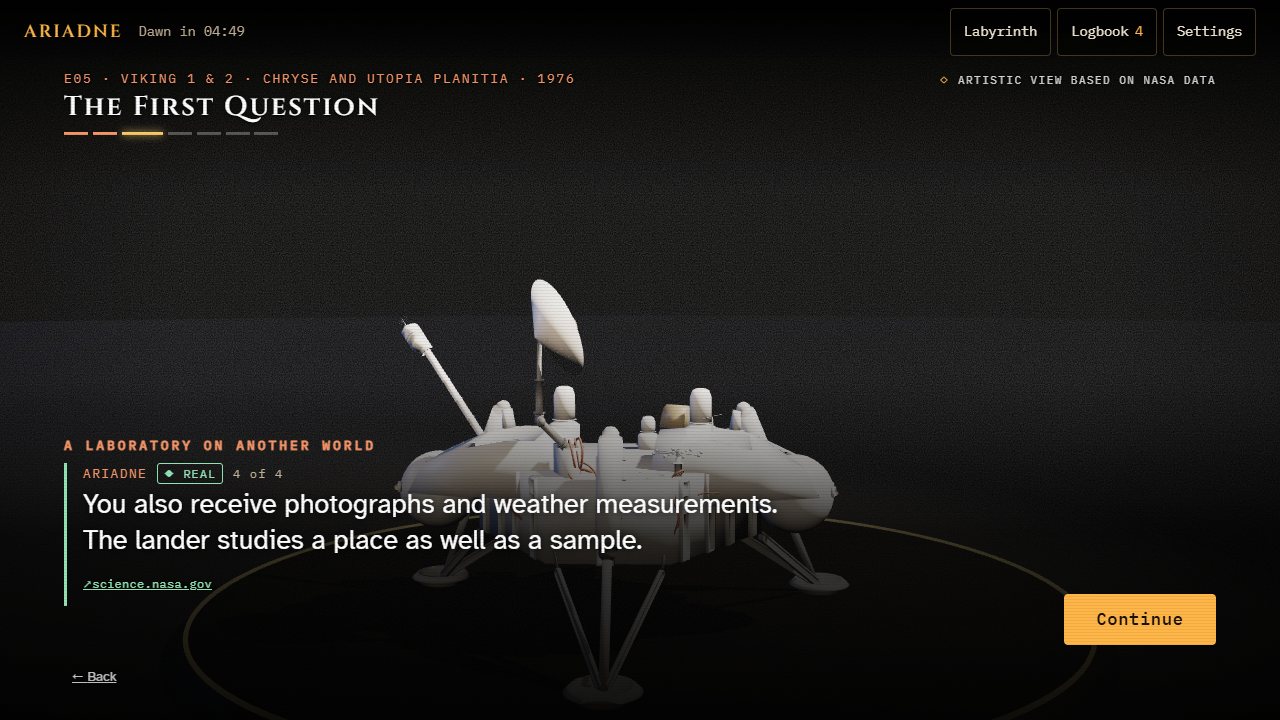 ARIADNE Dawn in 04:49
Labyrinth
Logbook 4
Settings
E05 · VIKING 1 & 2 · CHRYSE AND UTOPIA PLANITIA · 1976
◇ ARTISTIC VIEW BASED ON NASA DATA
The First Question
A LABORATORY ON ANOTHER WORLD
ARIADNE ◆ REAL 4 of 4
You also receive photographs and weather measurements.
The lander studies a place as well as a sample.
↗science.nasa.gov
Continue
← Back